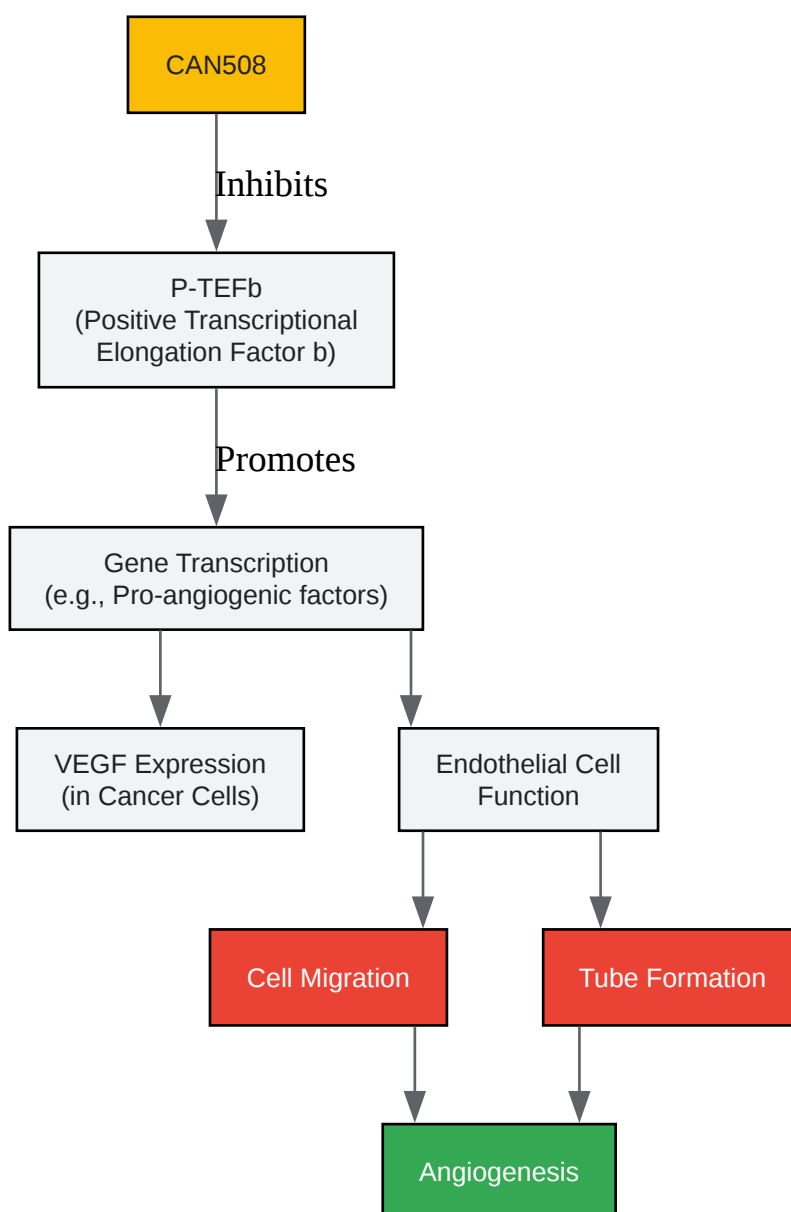 CAN508
Inhibits
P-TEFb
(Positive Transcriptional
Elongation Factor b)
Promotes
Gene Transcription
(e.g., Pro-angiogenic factors)
VEGF Expression
(in Cancer Cells)
Endothelial Cell
Function
Cell Migration
Tube Formation
Angiogenesis